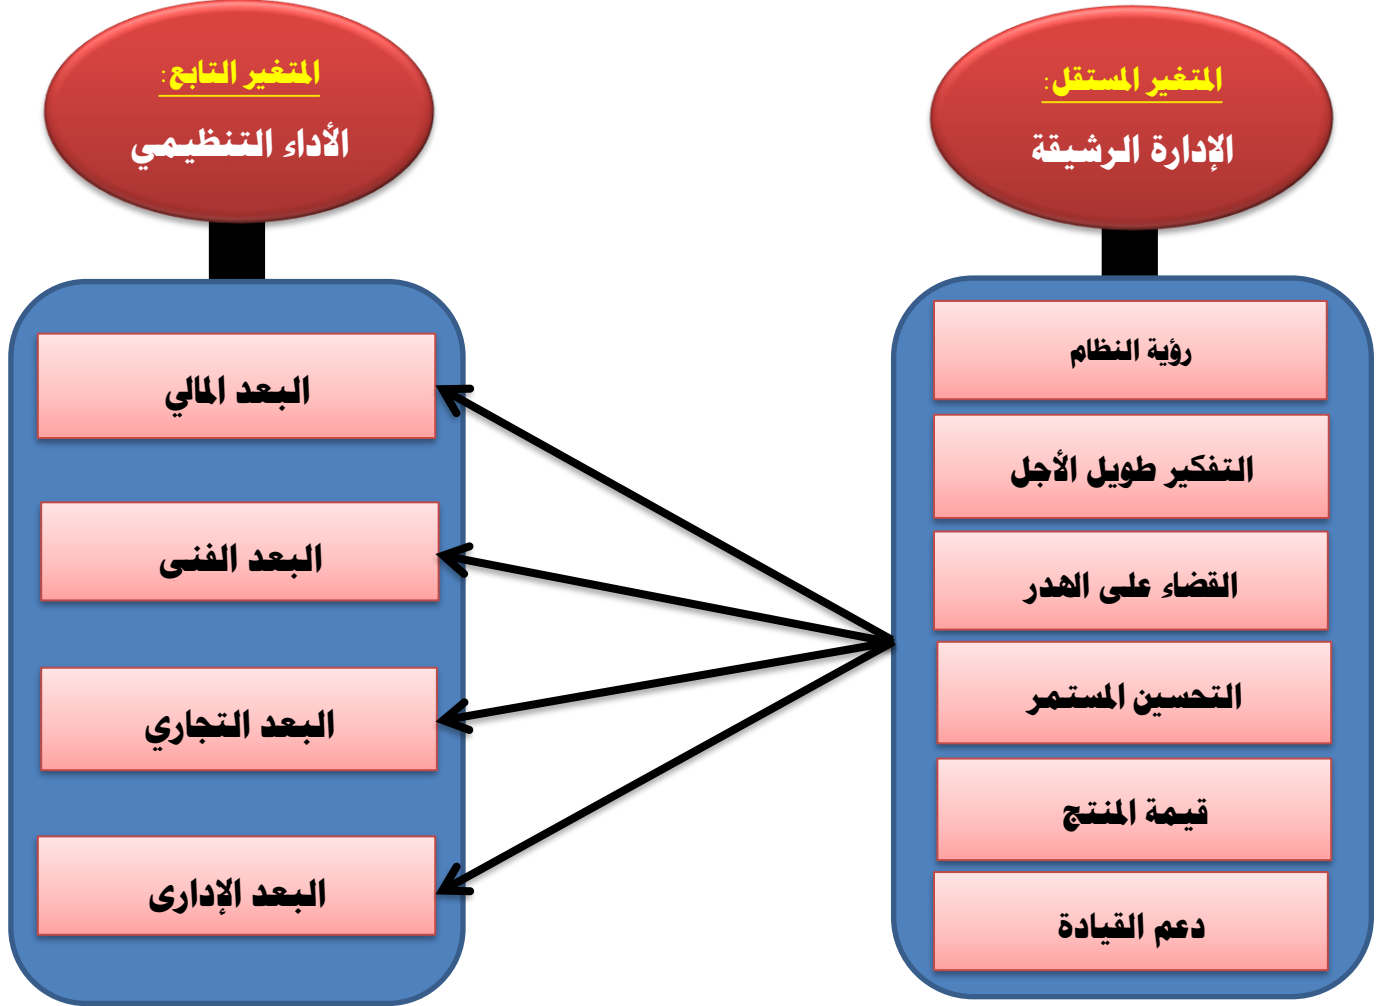 المتغير المستقل:
الإدارة الرشيقة
رؤية النظام
التفكير طويل الأجل
القضاء على الهدر
التحسين المستمر
قيمة المنتج
دعم القيادة
المتغير التابع:
الأداء التنظيمي
البعد المالي
البعد الفنى
البعد التجاري
البعد الإدارى